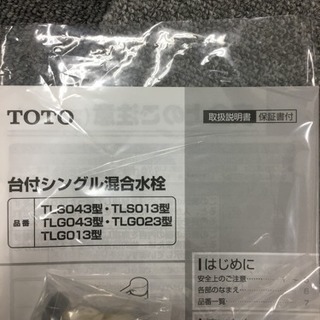 TOTO
取扱説明書 保証書付
台付シングル混合水栓
品番
TLS043型・TLS013型
TLG043型・TLG023型
TLG013型
はじめに
安全上のご注意
各部のなまえ 6
品番一覧 7